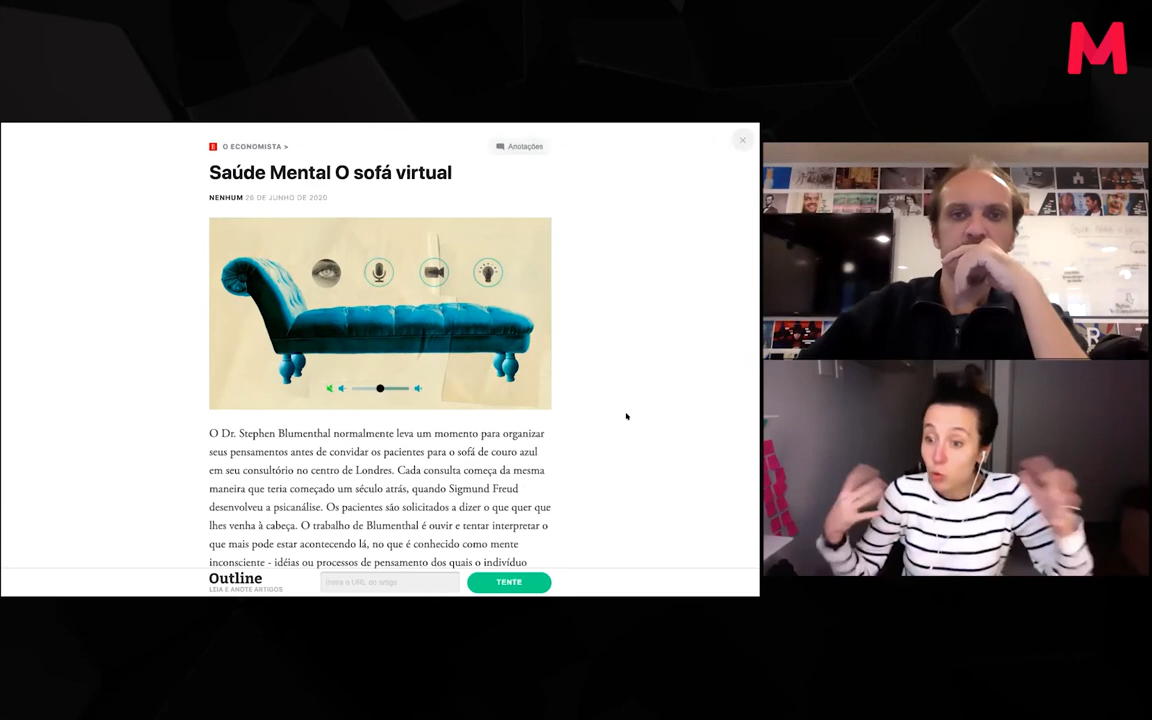 M
O ECONOMISTA >
Anotações
Saúde Mental O sofá virtual
NENHUM 26 DE JUNHO DE 2020
O Dr. Stephen Blumenthal normalmente leva um momento para organizar
seus pensamentos antes de convidar os pacientes para o sofá de couro azul
em seu consultório no centro de Londres. Cada consulta começa da mesma
maneira que teria começado um século atrás, quando Sigmund Freud
desenvolveu a psicanálise. Os pacientes são solicitados a dizer o que quer que
lhes venha à cabeça. O trabalho de Blumenthal é ouvir e tentar interpretar o
que mais pode estar acontecendo lá, no que é conhecido como mente
inconsciente - idéias ou processos de pensamento dos quais o indivíduo
Outline
LEIA E ANOTE ARTIGOS
Insira o URL do artigo
TENTE
R